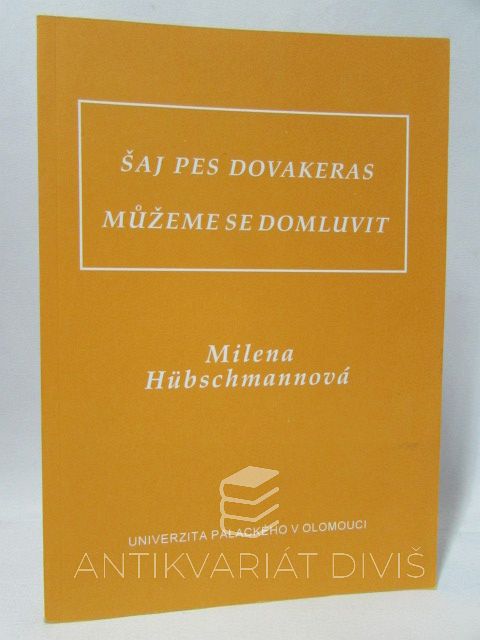 ŠAJ PES DOVAKERAS
MŮŽEME SE DOMLUVIT
Milena
Hübschmannová
UNIVERZITA PALACKÉHO V OLOMOUCI
ANTIKVARIÁT DIVIŠ